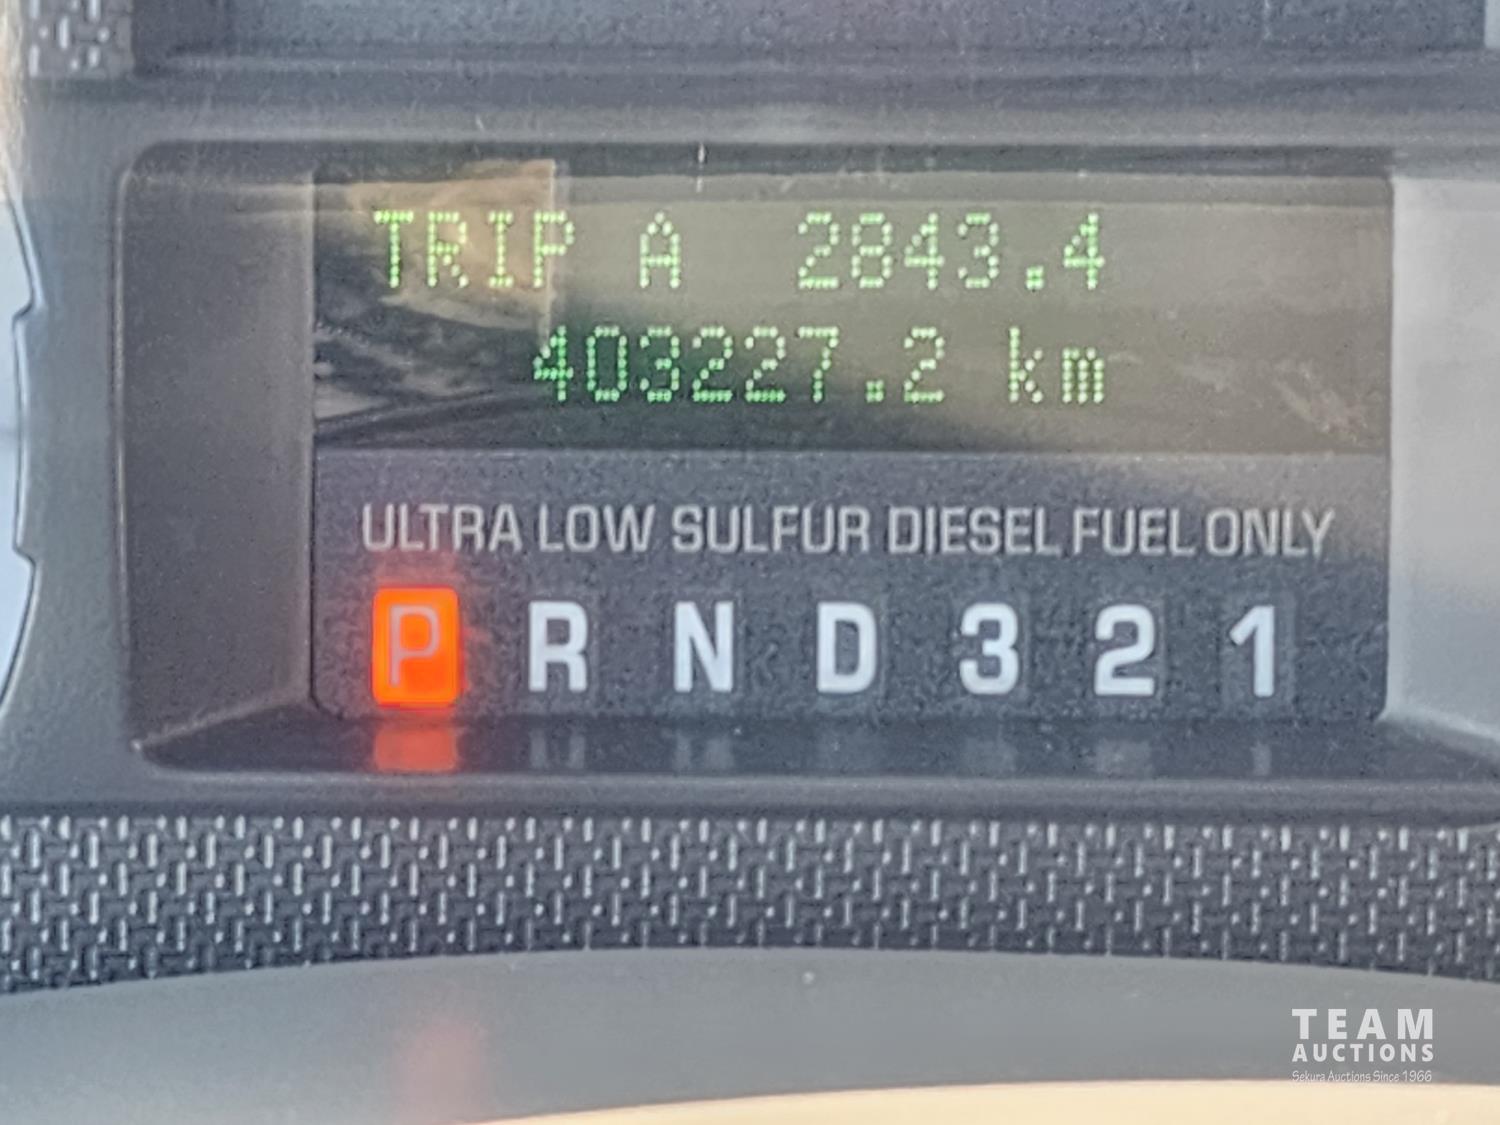 TRIP A 2843.4
403227.2 km
ULTRA LOW SULFUR DIESEL FUEL ONLY
P R N D 3 2 1
TEAM
AUCTIONS
Sekura Auctions Since 1966